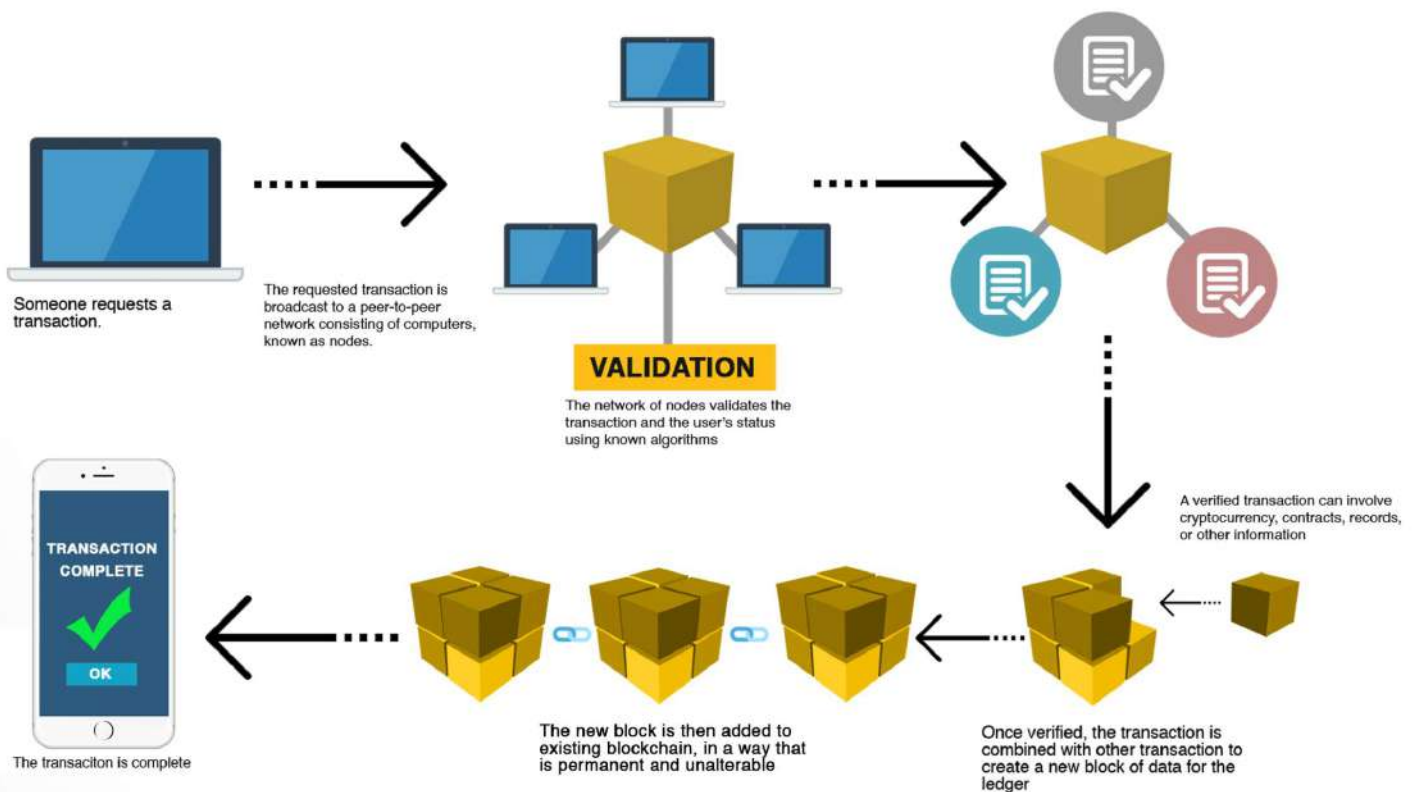 Someone requests a
transaction.
The requested transaction is
broadcast to a peer-to-peer
network consisting of computers,
known as nodes.
VALIDATION
The network of nodes validates the
transaction and the user's status
using known algorithms
A verified transaction can involve
cryptocurrency, contracts, records,
or other information
Once verified, the transaction is
combined with other transaction to
create a new block of data for the
ledger
The new block is then added to
existing blockchain, in a way that
is permanent and unalterable
TRANSACTION
COMPLETE
OK
The transaciton is complete